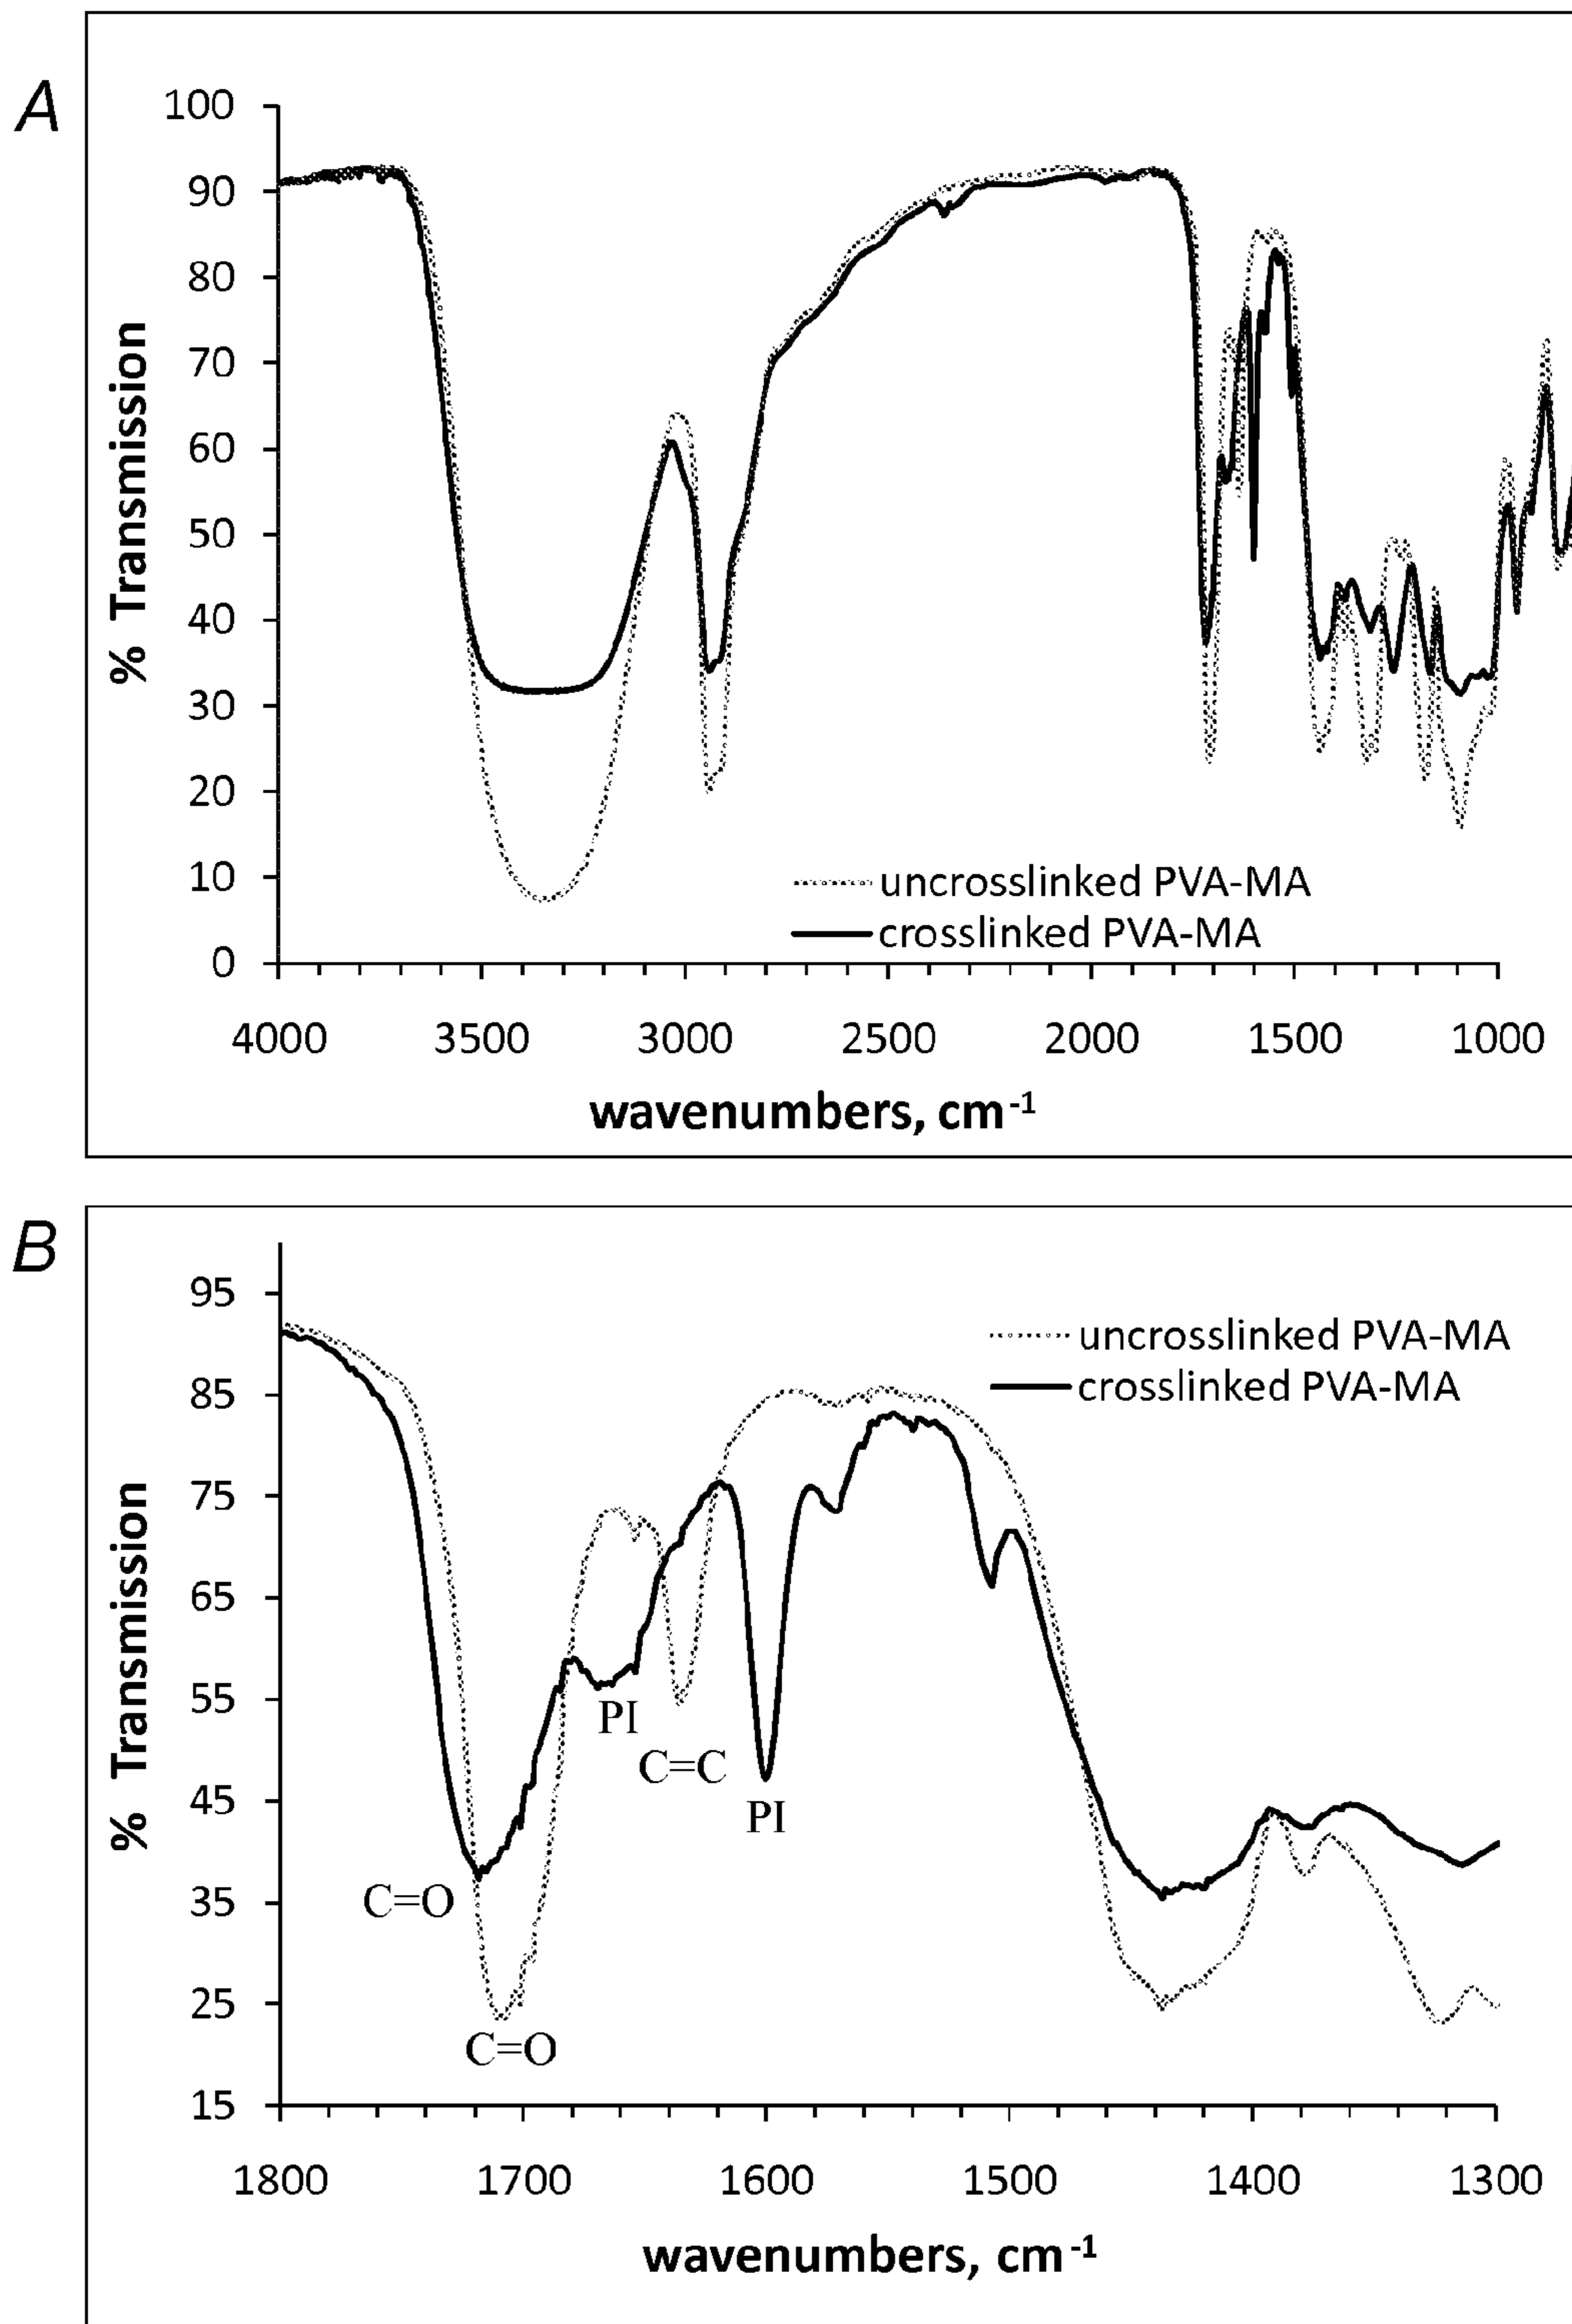 A
100
90
80
70
60
50
40
30
20
10
0
% Transmission
uncrosslinked PVA-MA
crosslinked PVA-MA
4000 3500 3000 2500 2000 1500 1000
wavenumbers, cm-1
B
95
85
75
65
55
45
35
25
15
% Transmission
uncrosslinked PVA-MA
crosslinked PVA-MA
PI
C=C
PI
C=O
C=O
1800 1700 1600 1500 1400 1300
wavenumbers, cm-1